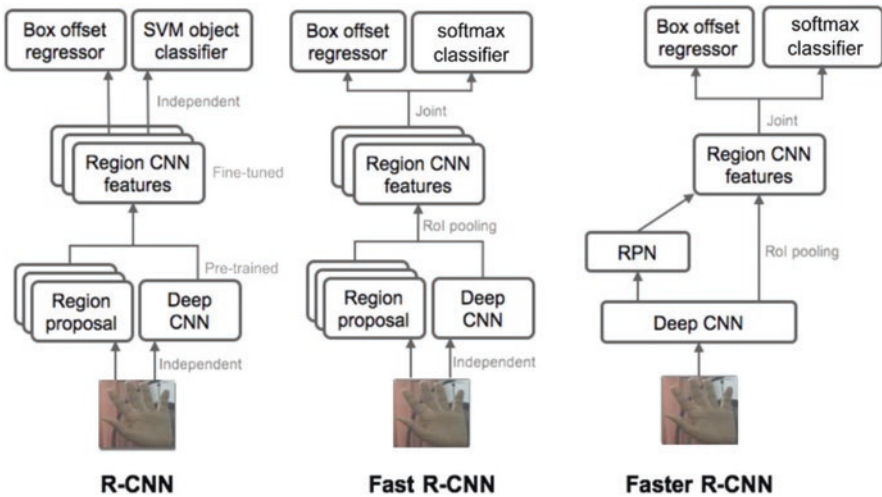 Box offset
regressor
SVM object
classifier
Independent
Region CNN
features
Fine-tuned
Pre-trained
Region
proposal
Deep
CNN
Independent
R-CNN
Box offset
regressor
softmax
classifier
Joint
Region CNN
features
RoI pooling
Region
proposal
Deep
CNN
Independent
Fast R-CNN
Box offset
regressor
softmax
classifier
Joint
Region CNN
features
RPN
RoI pooling
Deep CNN
Faster R-CNN